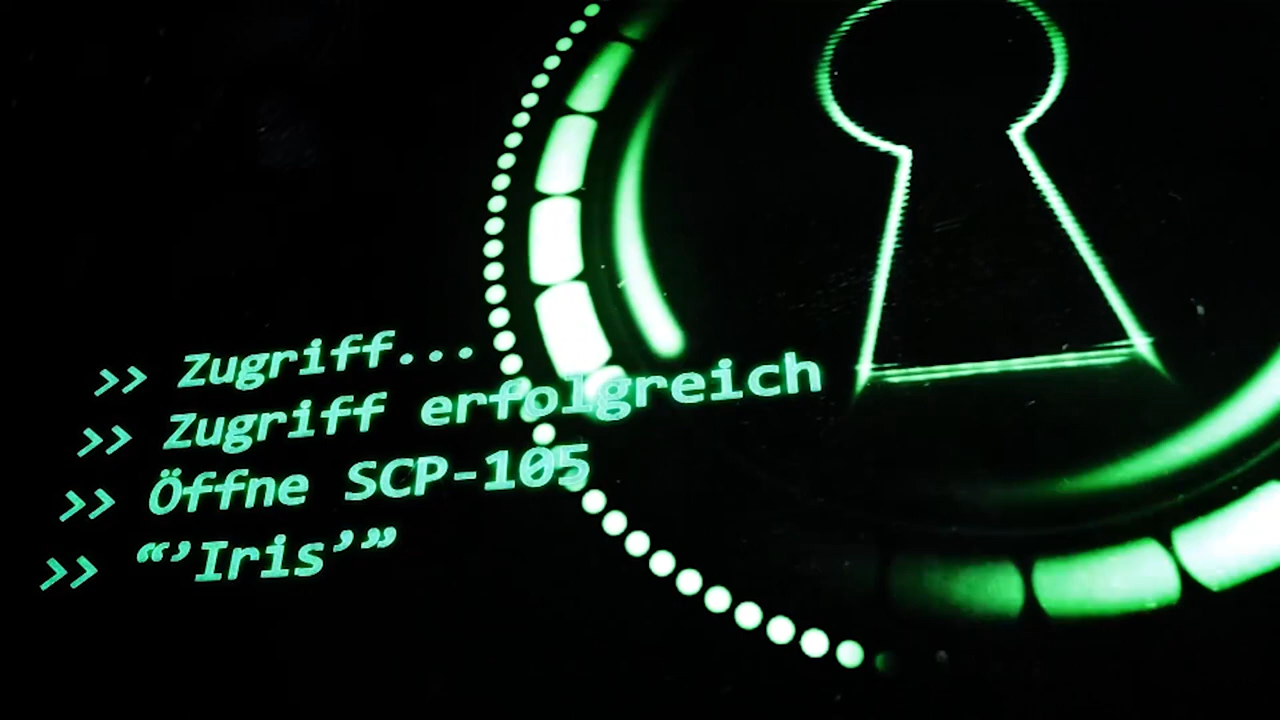 >> Zugriff...
>> Zugriff erfolgreich
>> Öffne SCP-105
>> “’Iris’”